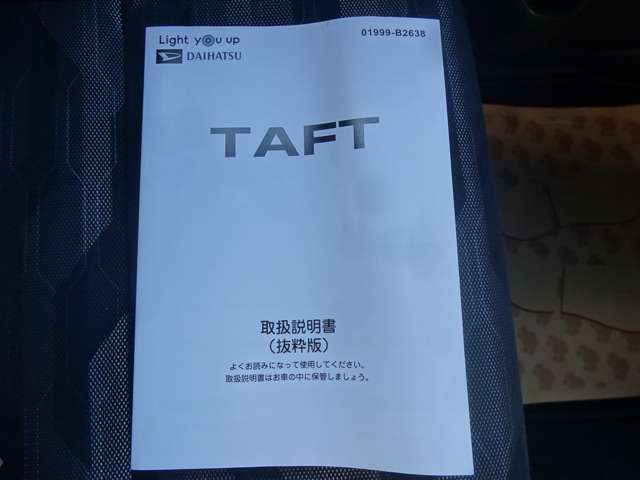 Light you up
DAIHATSU
01999-B2638
TAFT
取扱説明書
（抜粋版）
よくお読みになって使用してください。
取扱説明書はお車の中に保管しましょう。